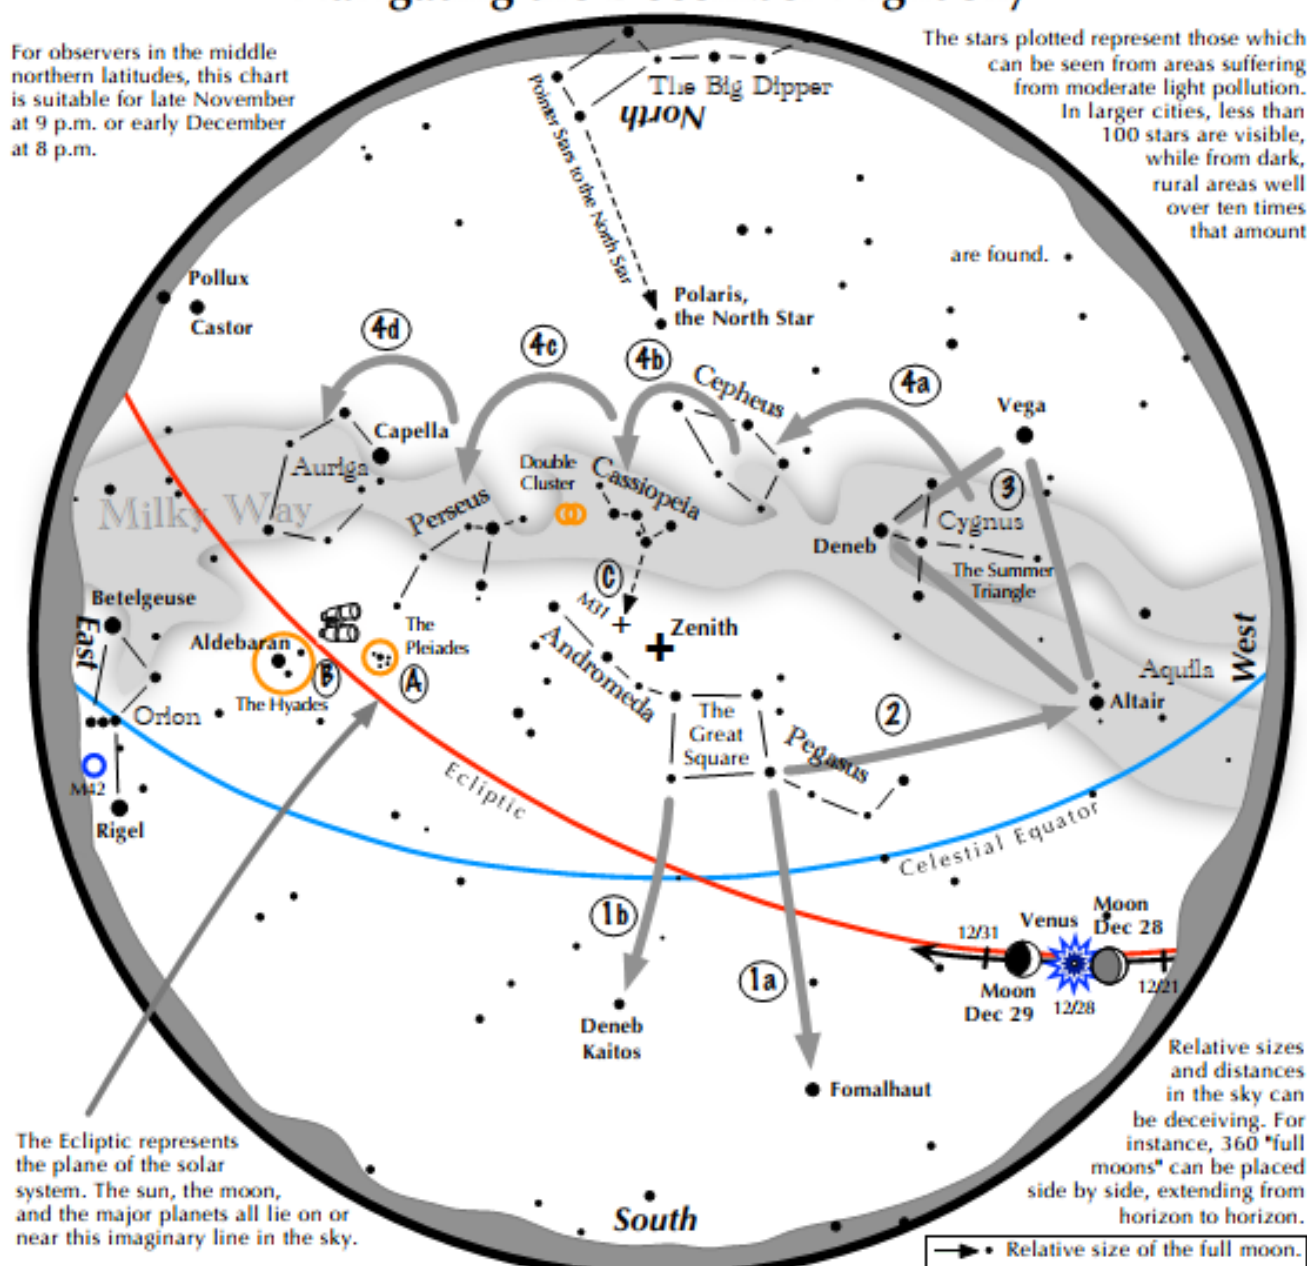 For observers in the middle
northern latitudes, this chart
is suitable for late November
at 9 p.m. or early December
at 8 p.m.
The stars plotted represent those which
can be seen from areas suffering
from moderate light pollution.
In larger cities, less than
100 stars are visible,
while from dark,
rural areas well
over ten times
that amount
are found.
The Big Dipper
North
Pointer Stars to the North Star
Pollux
Castor
Polaris,
the North Star
4d
4c
4b
4a
Cepheus
Vega
Capella
Auriga
Double
Cluster
Cassiopeia
3
Milky Way
Perseus
Cygnus
Deneb
The Summer
Triangle
C
M31
Betelgeuse
East
Aldebaran
The
Pleiades
Zenith
West
Andromeda
Aquila
B
A
The Hyades
Orion
Altair
The
Great
Square
2
Pegasus
M42
Rigel
Ecliptic
Celestial Equator
1b
1a
12/31
Venus
Moon
Dec 28
Moon
Dec 29
12/28
12/21
Deneb
Kaitos
Fomalhaut
South
The Ecliptic represents
the plane of the solar
system. The sun, the moon,
and the major planets all lie on or
near this imaginary line in the sky.
Relative sizes
and distances
in the sky can
be deceiving. For
instance, 360 "full
moons" can be placed
side by side, extending from
horizon to horizon.
Relative size of the full moon.